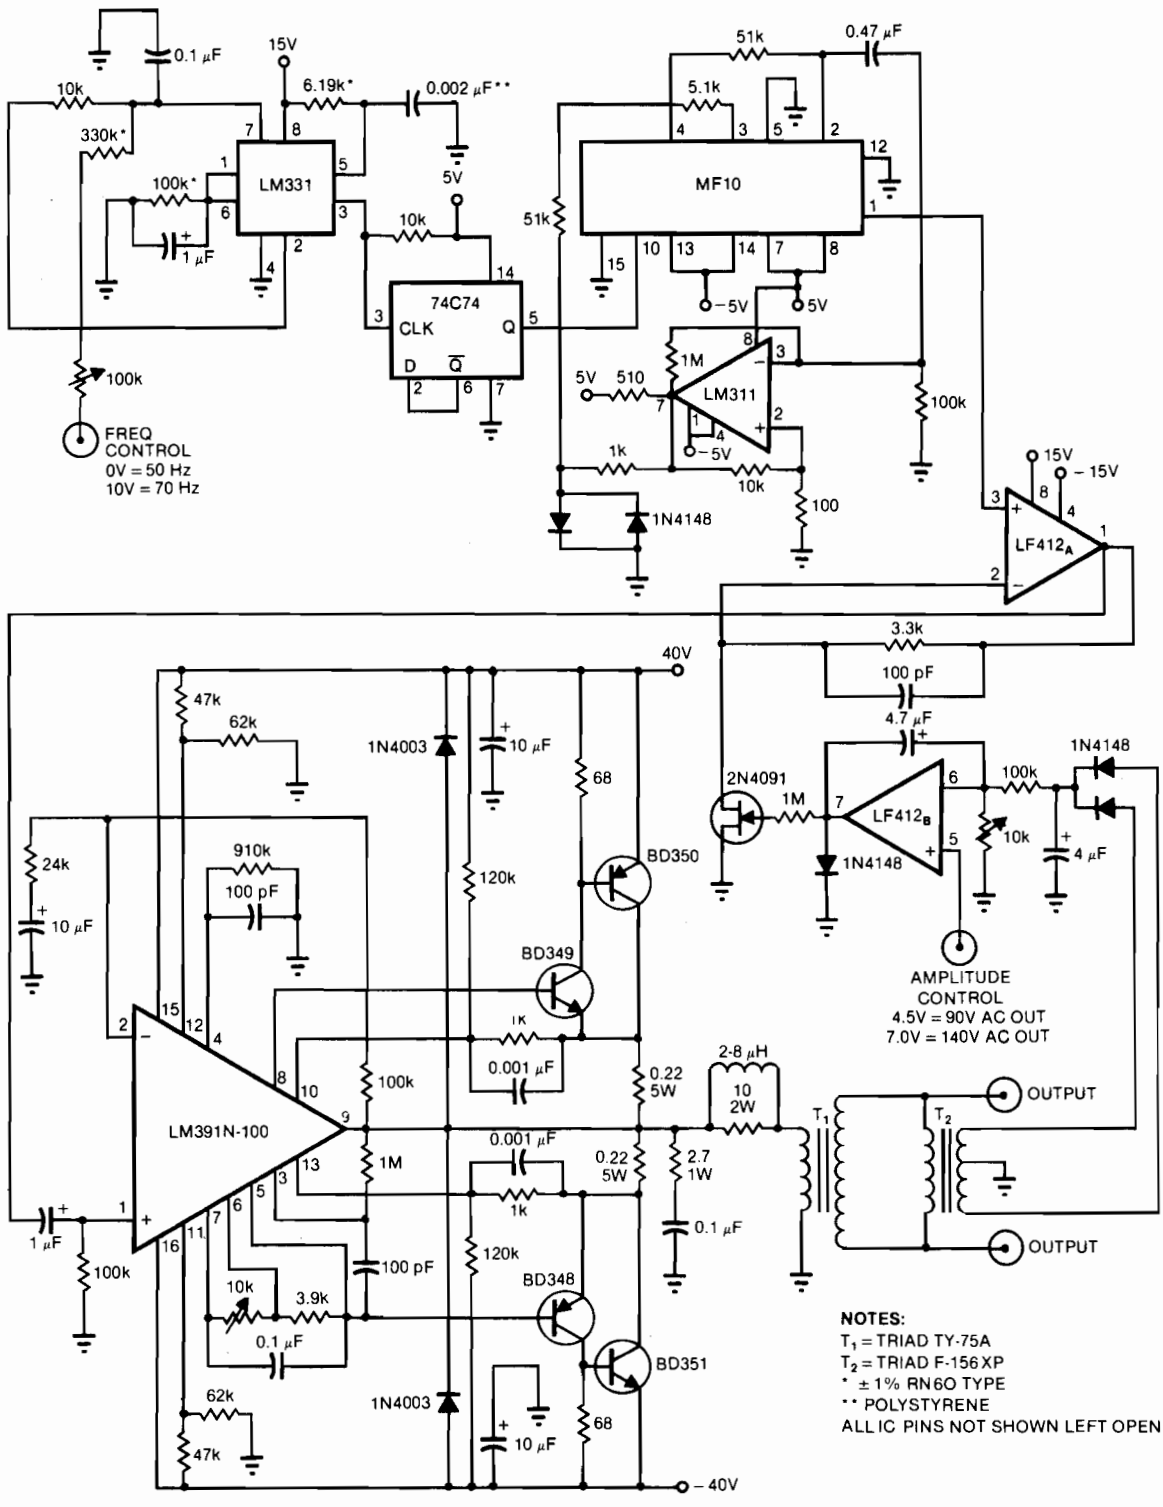 0.1 µF
15V
10k
6.19k*
0.002 µF**
330k*
7
8
1
LM331
5
100k*
6
3
+
1 µF
4
2
5V
10k
14
74C74
3
CLK
Q
5
D
Q
2
6
7
100k
FREQ
CONTROL
0V = 50 Hz
10V = 70 Hz
51k
0.47 µF
5.1k
4
3
5
2
12
MF10
1
51k
15
10
13
14
7
8
-5V
5V
8
3
1M
-
5V
510
LM311
7
1
4
2
+
-5V
100k
1k
10k
100
1N4148
15V
-15V
3
+
8
4
LF412A
1
2
-
3.3k
100 pF
4.7 µF
+
1N4148
2N4091
1M
7
6
100k
LF412B
10k
+
4 µF
1N4148
+
5
AMPLITUDE
CONTROL
4.5V = 90V AC OUT
7.0V = 140V AC OUT
40V
47k
62k
1N4003
+
10 µF
68
24k
910k
100 pF
120k
BD350
+
10 µF
BD349
15
12
4
2
-
1K
0.001 µF
8
10
100k
0.22
5W
2-8 µH
10
2W
T1
T2
OUTPUT
LM391N-100
9
0.001 µF
13
1M
0.22
5W
2.7
1W
3
5
6
7
1
+
11
16
1k
+
1 µF
100k
0.1 µF
120k
100 pF
OUTPUT
10k
3.9k
0.1 µF
BD348
BD351
62k
47k
1N4003
+
10 µF
68
-40V
NOTES:
T1 = TRIAD TY-75A
T2 = TRIAD F-156XP
* ± 1% RN60 TYPE
** POLYSTYRENE
ALL IC PINS NOT SHOWN LEFT OPEN